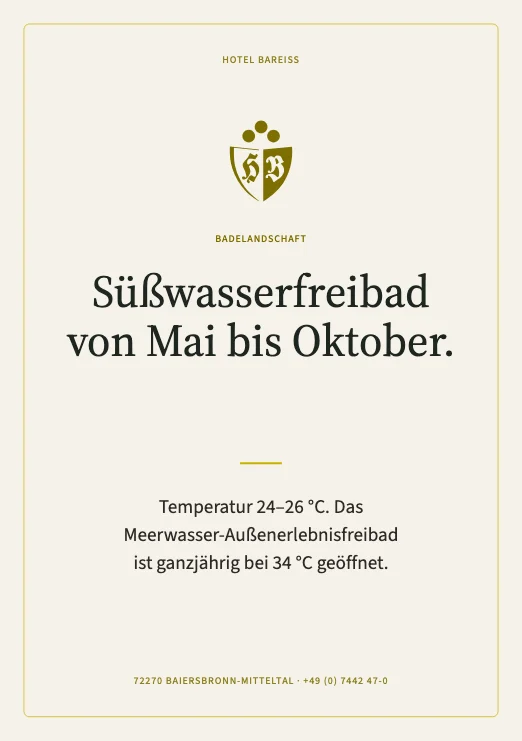 HOTEL BAREISS
HB
BADELANDSCHAFT
Süßwasserfreibad
von Mai bis Oktober.
Temperatur 24–26 °C. Das
Meerwasser-Außenerlebnisfreibad
ist ganzjährig bei 34 °C geöffnet.
72270 BAIERSBRONN-MITTELTAL · +49 (0) 7442 47-0